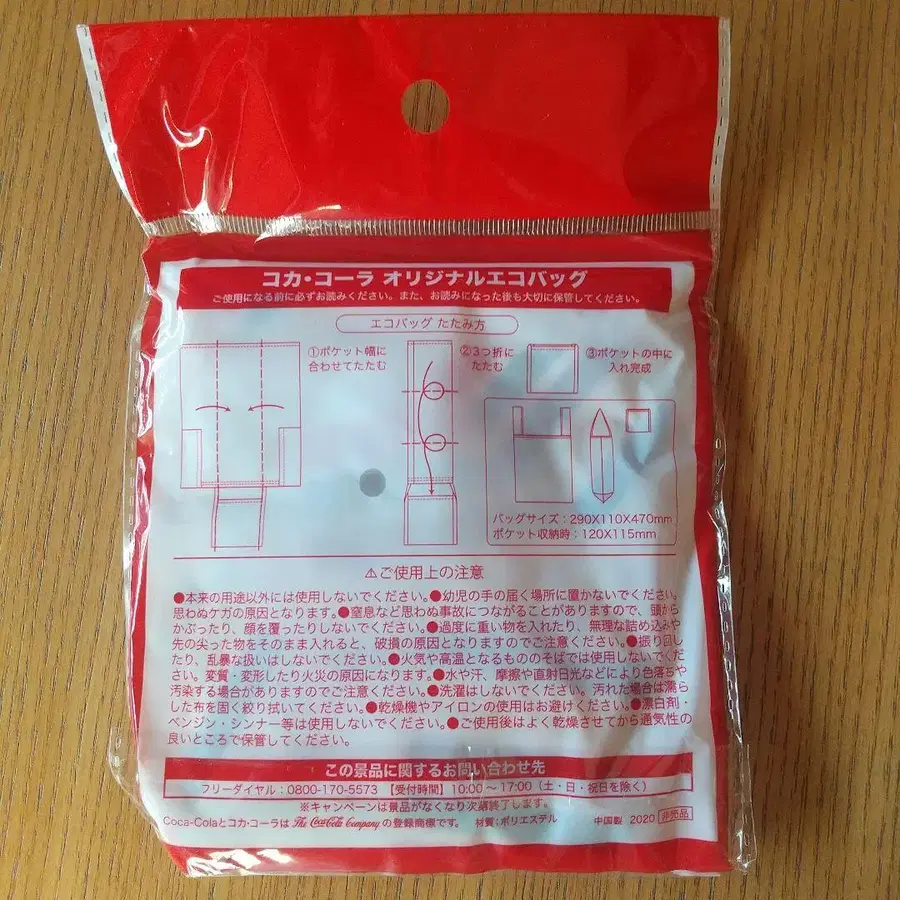 コカ・コーラ オリジナルエコバッグ
ご使用になる前に必ずお読みください。また、お読みになった後も大切に保管してください。
エコバッグ たたみ方
①ポケット幅に
合わせてたたむ
②3つ折に
たたむ
③ポケットの中に
入れ完成
バッグサイズ：290X110X470mm
ポケット収納時：120X115mm
⚠ご使用上の注意
●本来の用途以外には使用しないでください。●幼児の手の届く場所に置かないでください。
思わぬケガの原因となります。●窒息など思わぬ事故につながることがありますので、頭から
かぶったり、顔を覆ったりしないでください。●過度に重い物を入れたり、無理な詰め込みや
先の尖った物をそのまま入れると、破損の原因となりますのでご注意ください。●振り回し
たり、乱暴な扱いはしないでください。●火気や高温となるもののそばでは使用しないでくだ
さい。変質・変形したり火災の原因になります。●水や汗、摩擦や直射日光などにより色落ちや
汚染する場合がありますのでご注意ください。●洗濯はしないでください。汚れた場合は濡らし
た布を固く絞り拭いてください。●乾燥機やアイロンの使用はお避けください。●漂白剤・
ベンジン・シンナー等は使用しないでください。●ご使用後はよく乾燥させてから通気性の
良いところで保管してください。
この景品に関するお問い合わせ先
フリーダイヤル：0800-170-5573 【受付時間】10:00～17:00（土・日・祝日を除く）
※キャンペーンは景品がなくなり次第終了します。
Coca-Colaとコカ・コーラは The Coca-Cola Company の登録商標です。 材質：ポリエステル 中国製 2020 非売品